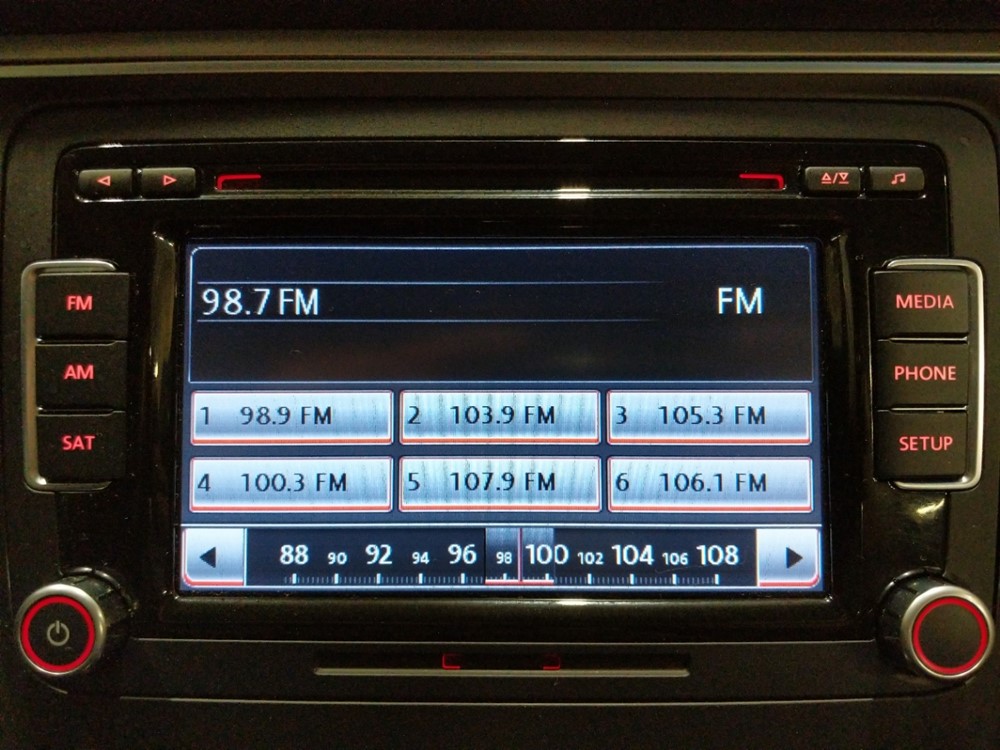 FM
AM
SAT
98.7 FM FM
1 98.9 FM 2 103.9 FM 3 105.3 FM
4 100.3 FM 5 107.9 FM 6 106.1 FM
88 90 92 94 96 98 100 102 104 106 108
MEDIA
PHONE
SETUP